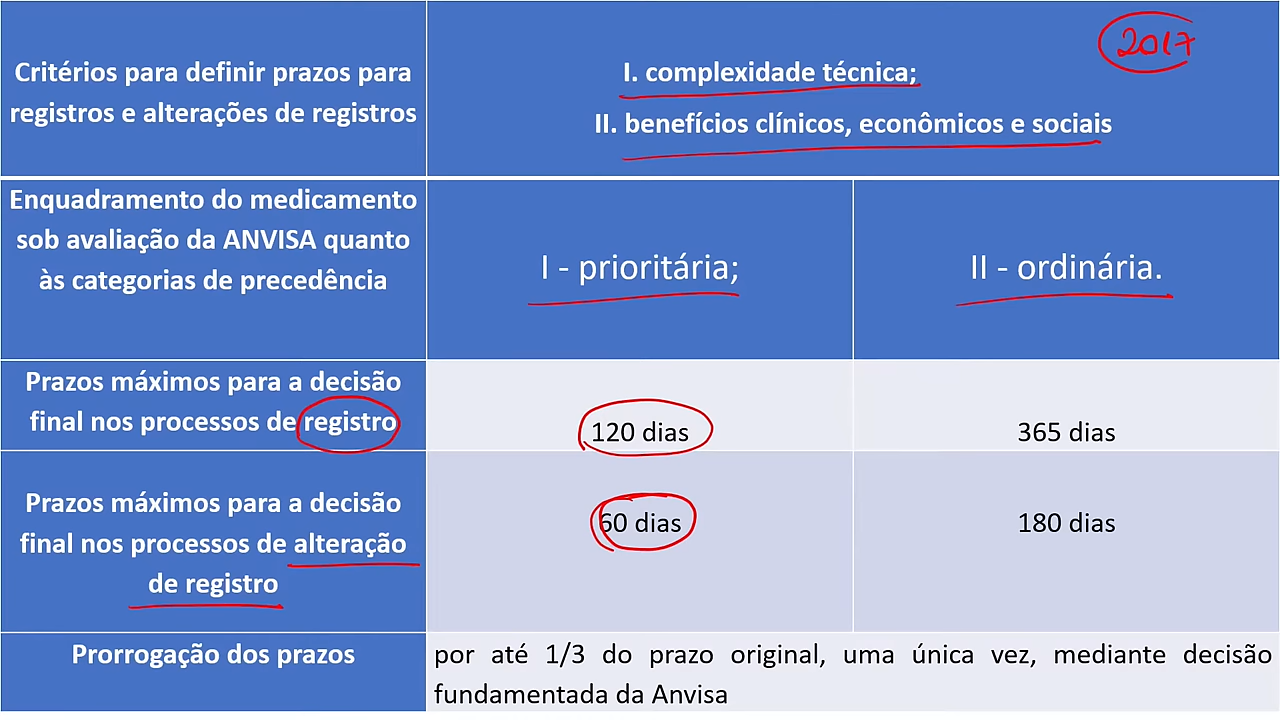 2017
Critérios para definir prazos para
registros e alterações de registros
I. complexidade técnica;
II. benefícios clínicos, econômicos e sociais
Enquadramento do medicamento
sob avaliação da ANVISA quanto
às categorias de precedência
I - prioritária;
II - ordinária.
Prazos máximos para a decisão
final nos processos de registro
120 dias
365 dias
Prazos máximos para a decisão
final nos processos de alteração
de registro
60 dias
180 dias
Prorrogação dos prazos
por até 1/3 do prazo original, uma única vez, mediante decisão
fundamentada da Anvisa